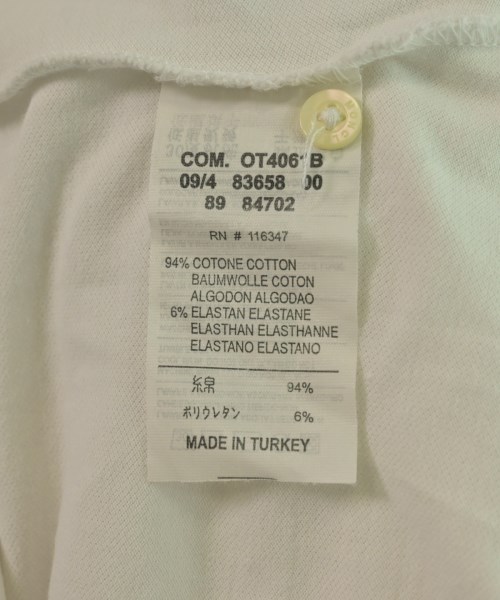 COM. OT4061B
09/4 83658 00
89 84702
RN # 116347
94% COTONE COTTON
BAUMWOLLE COTON
ALGODON ALGODAO
6% ELASTAN ELASTANE
ELASTHAN ELASTHANNE
ELASTANO ELASTANO
綿 94%
ポリウレタン 6%
MADE IN TURKEY